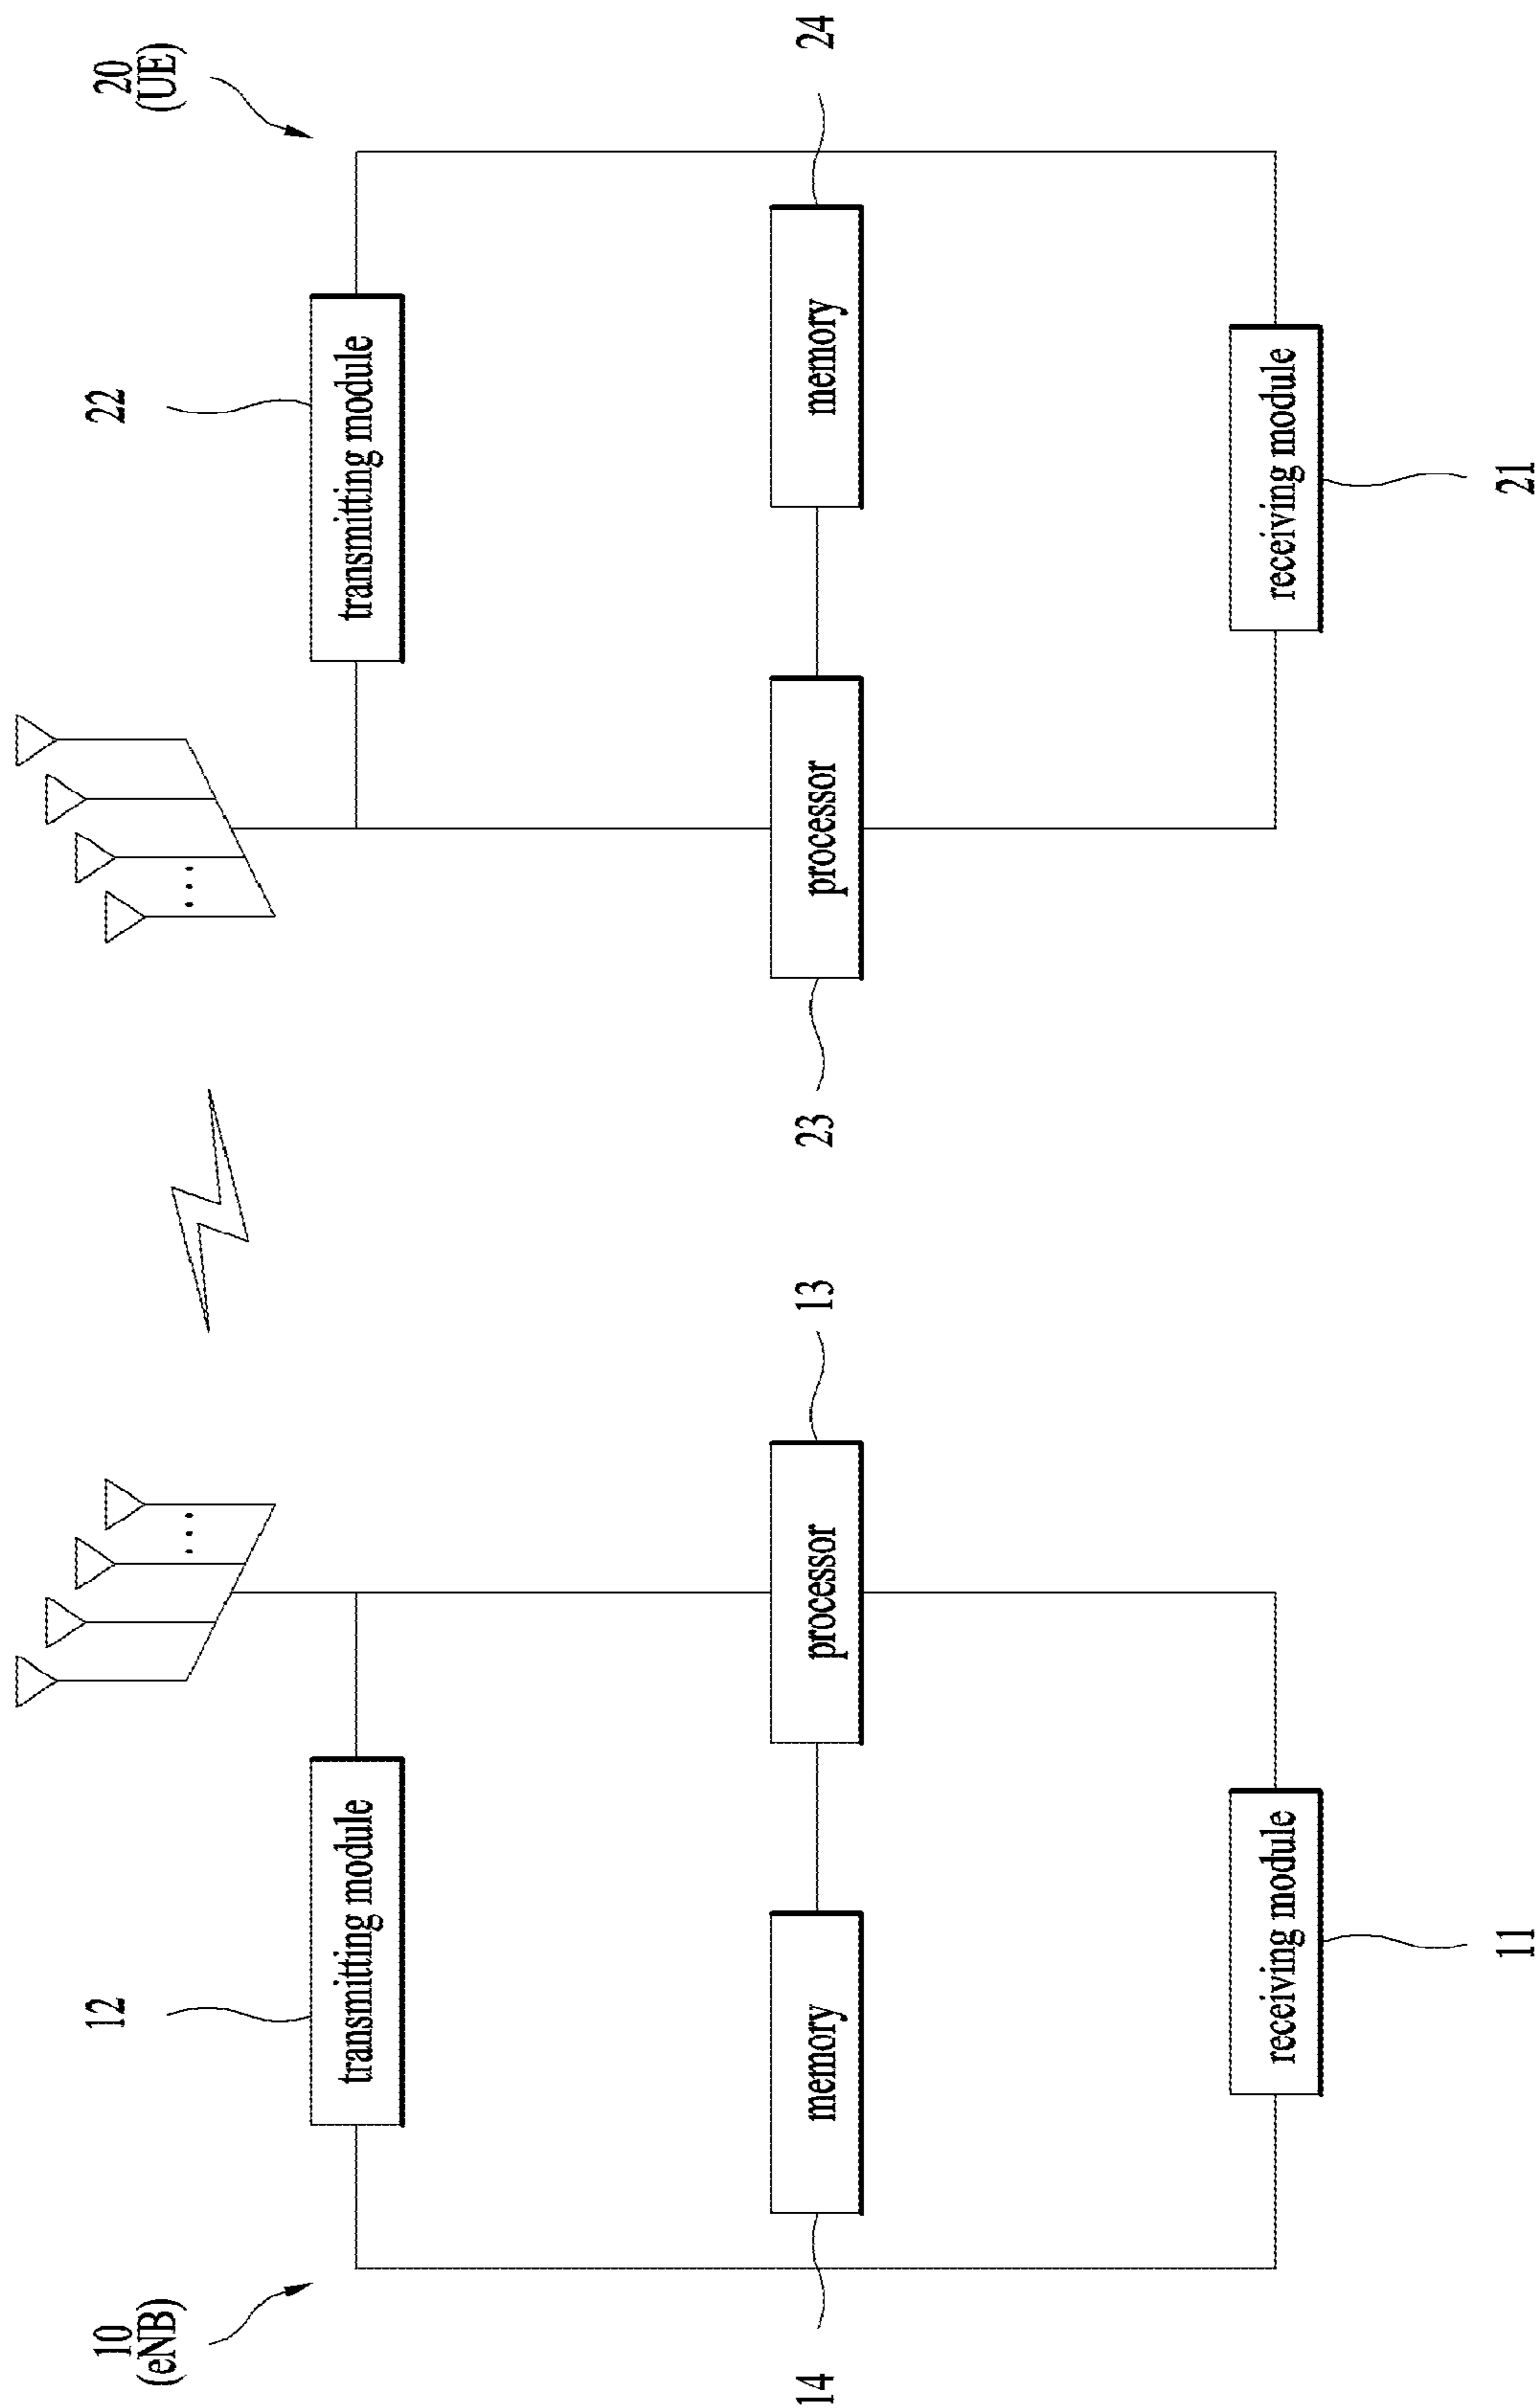 10
(eNB)
20
(UE)
12
transmitting module
22
transmitting module
14
memory
processor
13
23
processor
memory
24
receiving module
11
receiving module
21